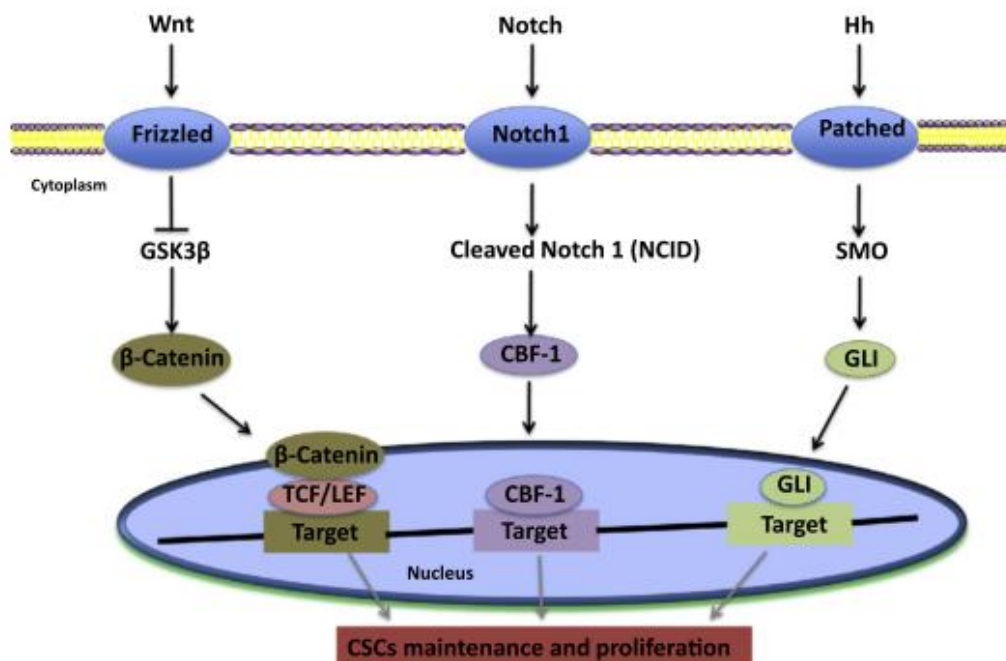 Wnt Notch Hh
Frizzled Notch1 Patched
Cytoplasm
GSK3β Cleaved Notch 1 (NCID) SMO
β-Catenin CBF-1 GLI
β-Catenin
TCF/LEF CBF-1 GLI
Target Target Target
Nucleus
CSCs maintenance and proliferation